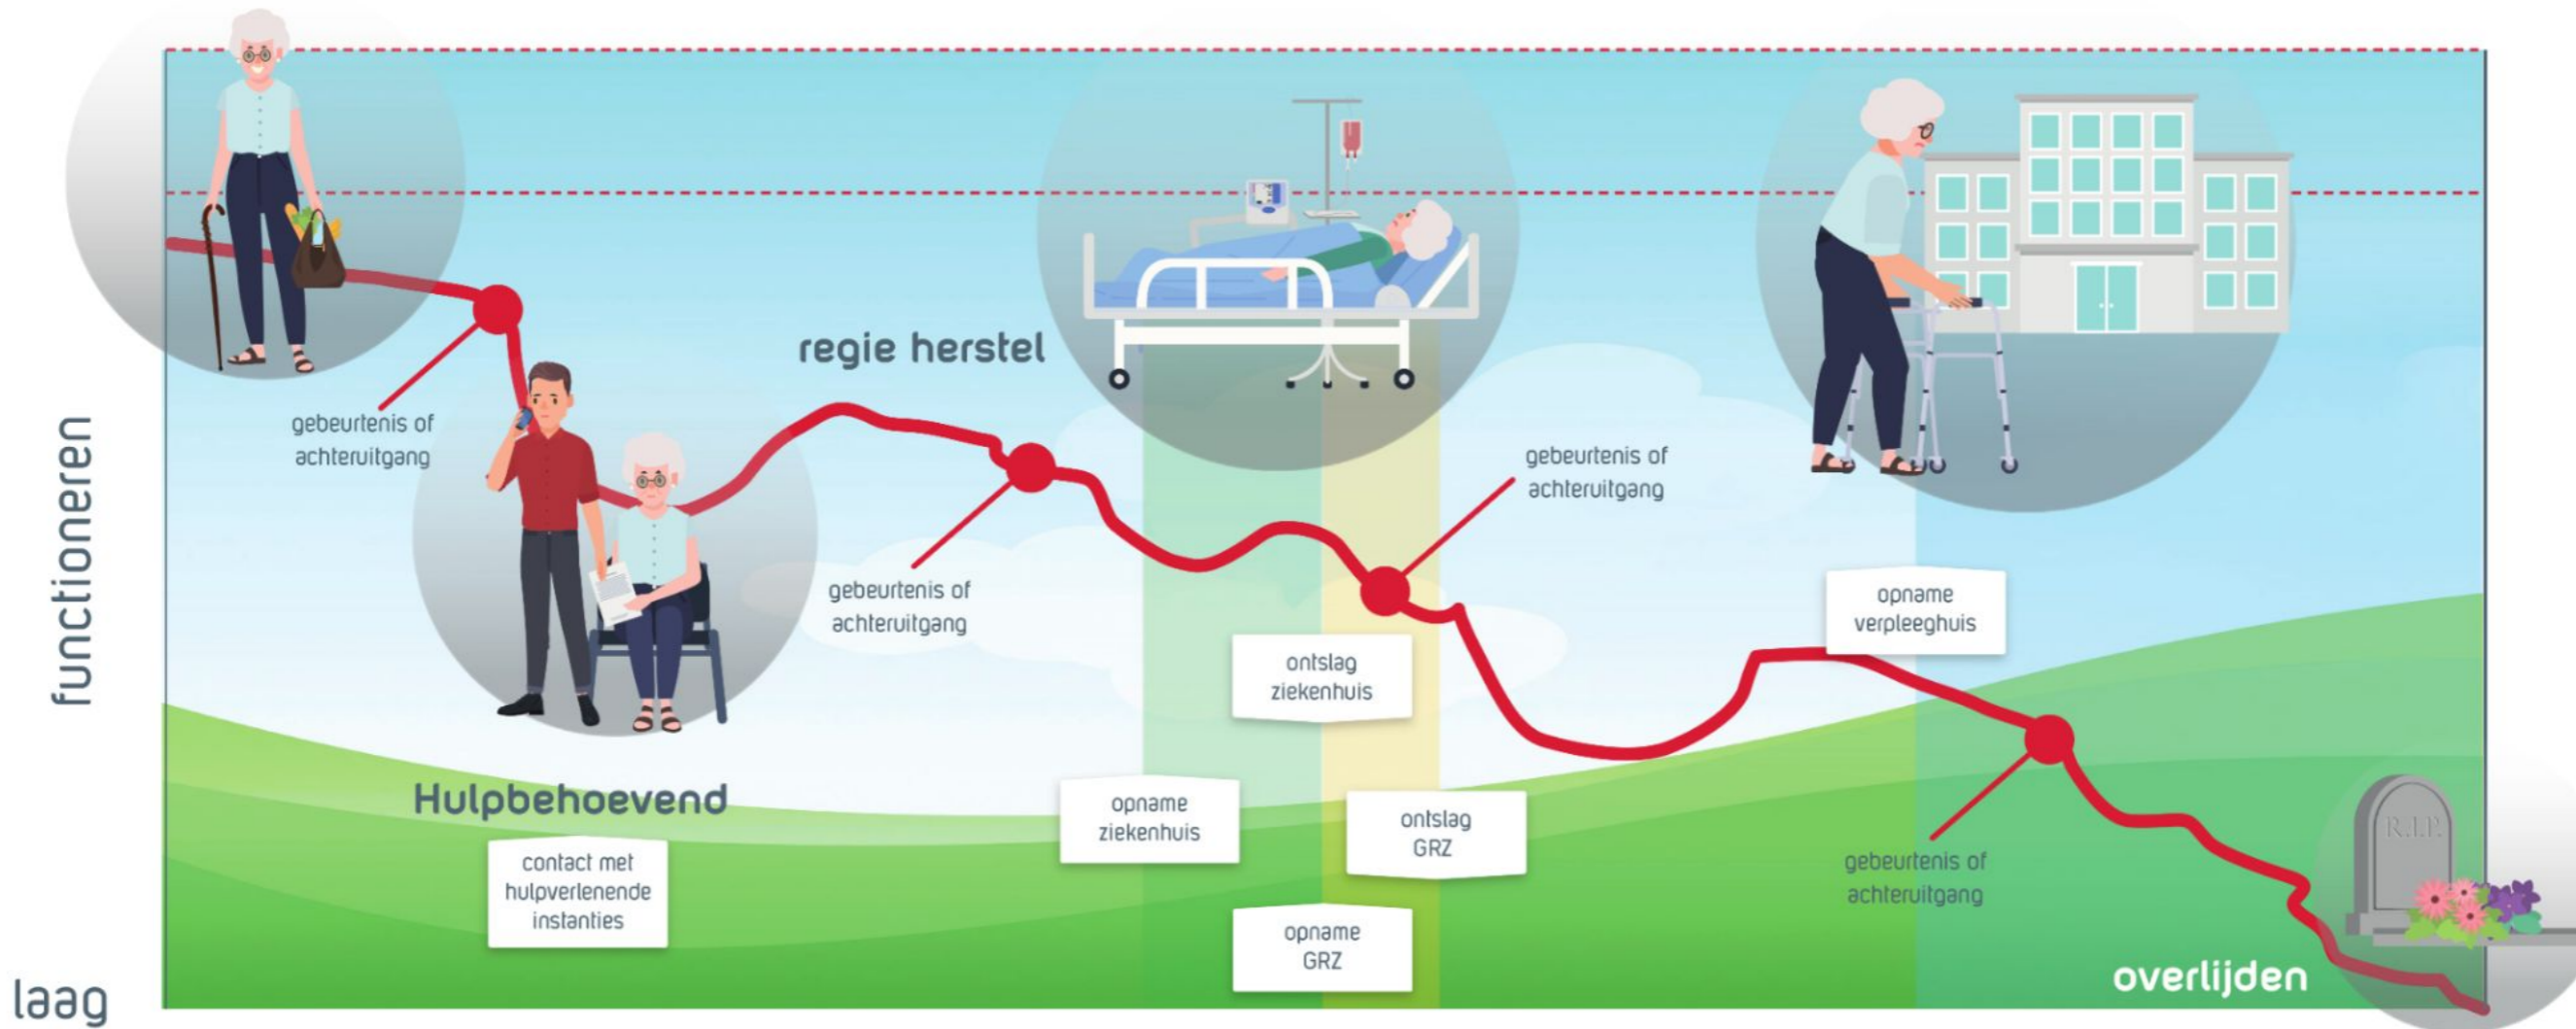 functioneren
laag
gebeurtenis of
achteruitgang
regie herstel
Hulpbehoevend
contact met
hulpverlenende
instanties
gebeurtenis of
achteruitgang
opname
ziekenhuis
ontslag
ziekenhuis
opname
GRZ
ontslag
GRZ
gebeurtenis of
achteruitgang
opname
verpleeghuis
gebeurtenis of
achteruitgang
R.I.P.
overlijden